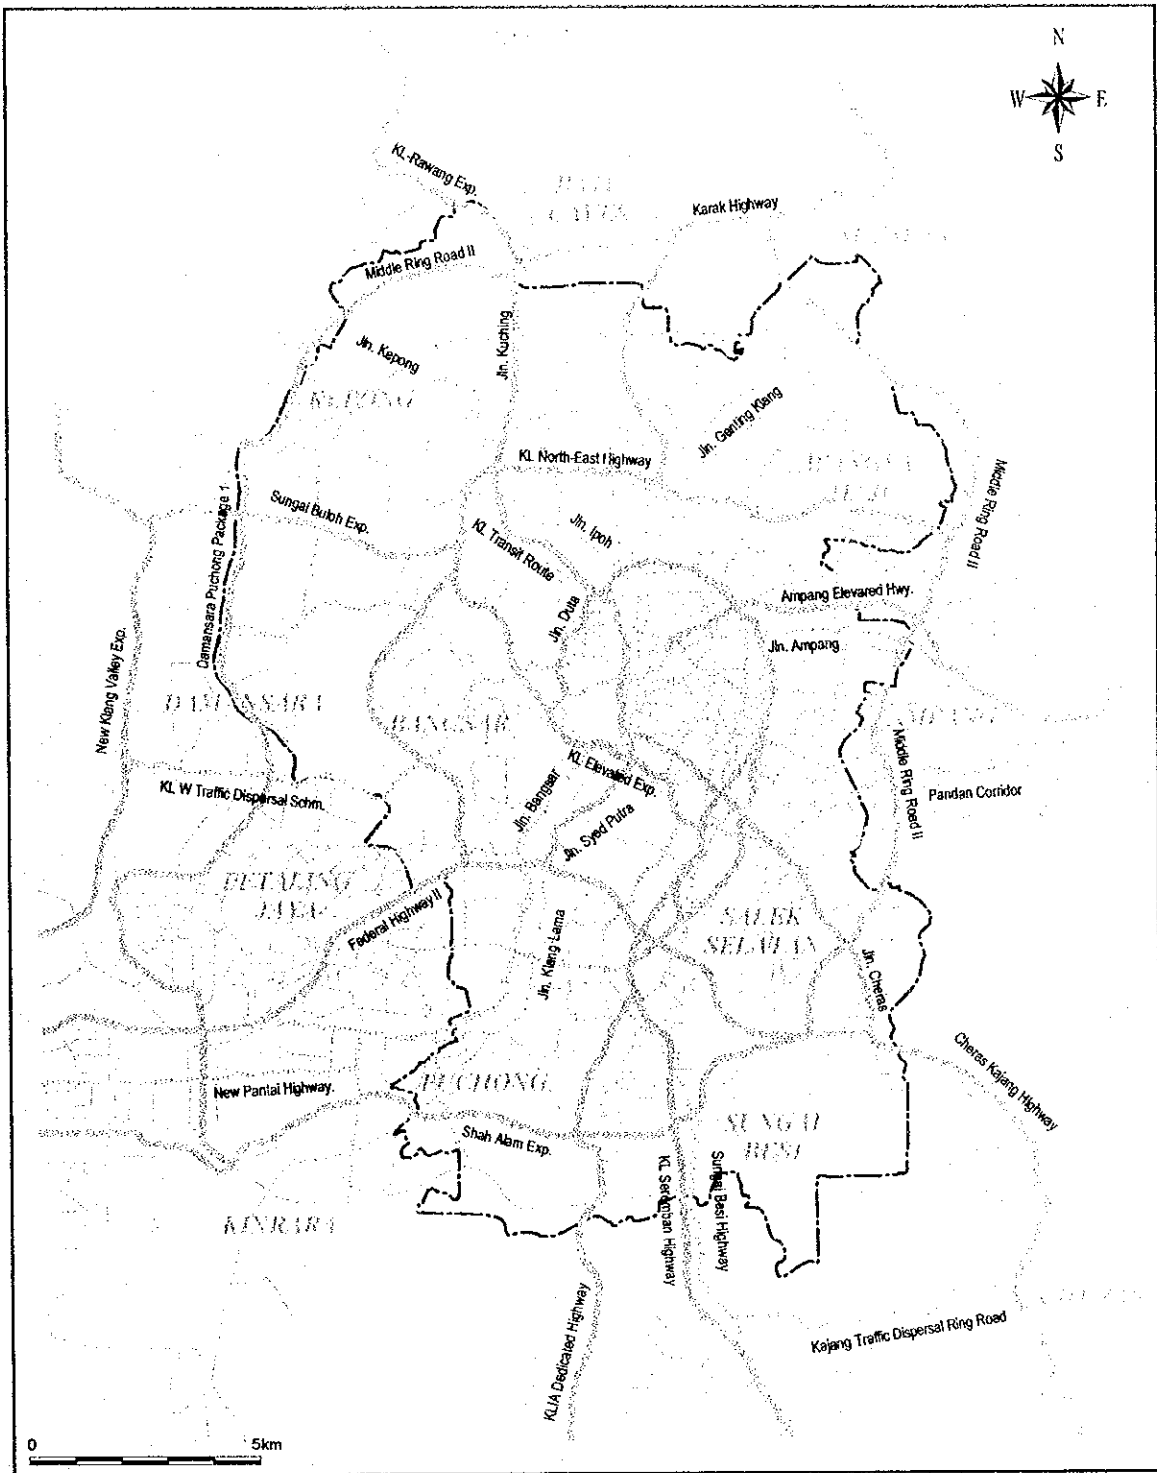 N
W E
S
KL-Rawang Exp.
Karak Highway
Middle Ring Road II
Jln. Kuching
Jln. Kepong
Jln. Genting Klang
KL North-East Highway
Middle Ring Road II
Sungai Buloh Exp.
Damansara Puchong Package 1
Jln. Ipoh
KL Transit Route
Jln. Duta
Ampang Elevared Hwy.
Jln. Ampang
New Klang Valley Exp.
DAMANSARA
BANGSAR
KL Elevated Exp.
Middle Ring Road II
Pandan Corridor
KL W Traffic Dispersal Schm.
Jln. Bangsar
Jln. Syed Putra
PETALING
JAYA
Federal Highway II
Jln. Klang Lama
SALEK
SELATAN
Jln. Cheras
Cheras Kajang Highway
New Pantai Highway.
PUCHONG
Shah Alam Exp.
SUNGAI
BESI
KINRARA
KL Seremban Highway
Sungai Besi Highway
KLIA Dedicated Highway
Kajang Traffic Dispersal Ring Road
0 5km